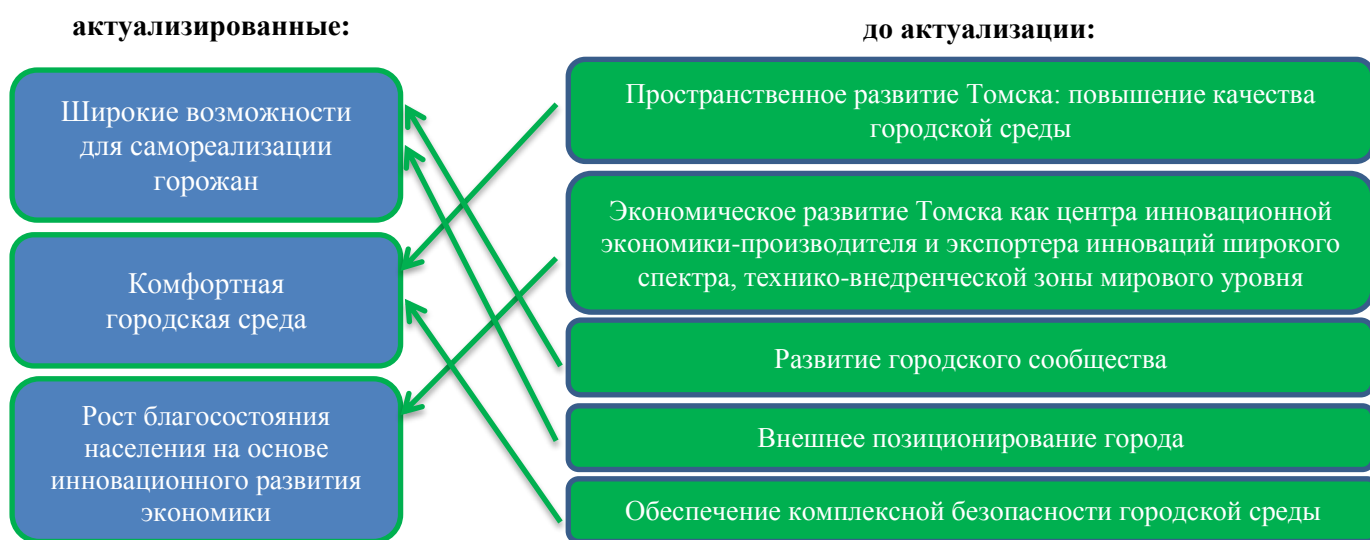 актуализированные:
Широкие возможности
для самореализации
горожан
Комфортная
городская среда
Рост благосостояния
населения на основе
инновационного развития
экономики
до актуализации:
Пространственное развитие Томска: повышение качества
городской среды
Экономическое развитие Томска как центра инновационной
экономики-производителя и экспортера инноваций широкого
спектра, технико-внедренческой зоны мирового уровня
Развитие городского сообщества
Внешнее позиционирование города
Обеспечение комплексной безопасности городской среды